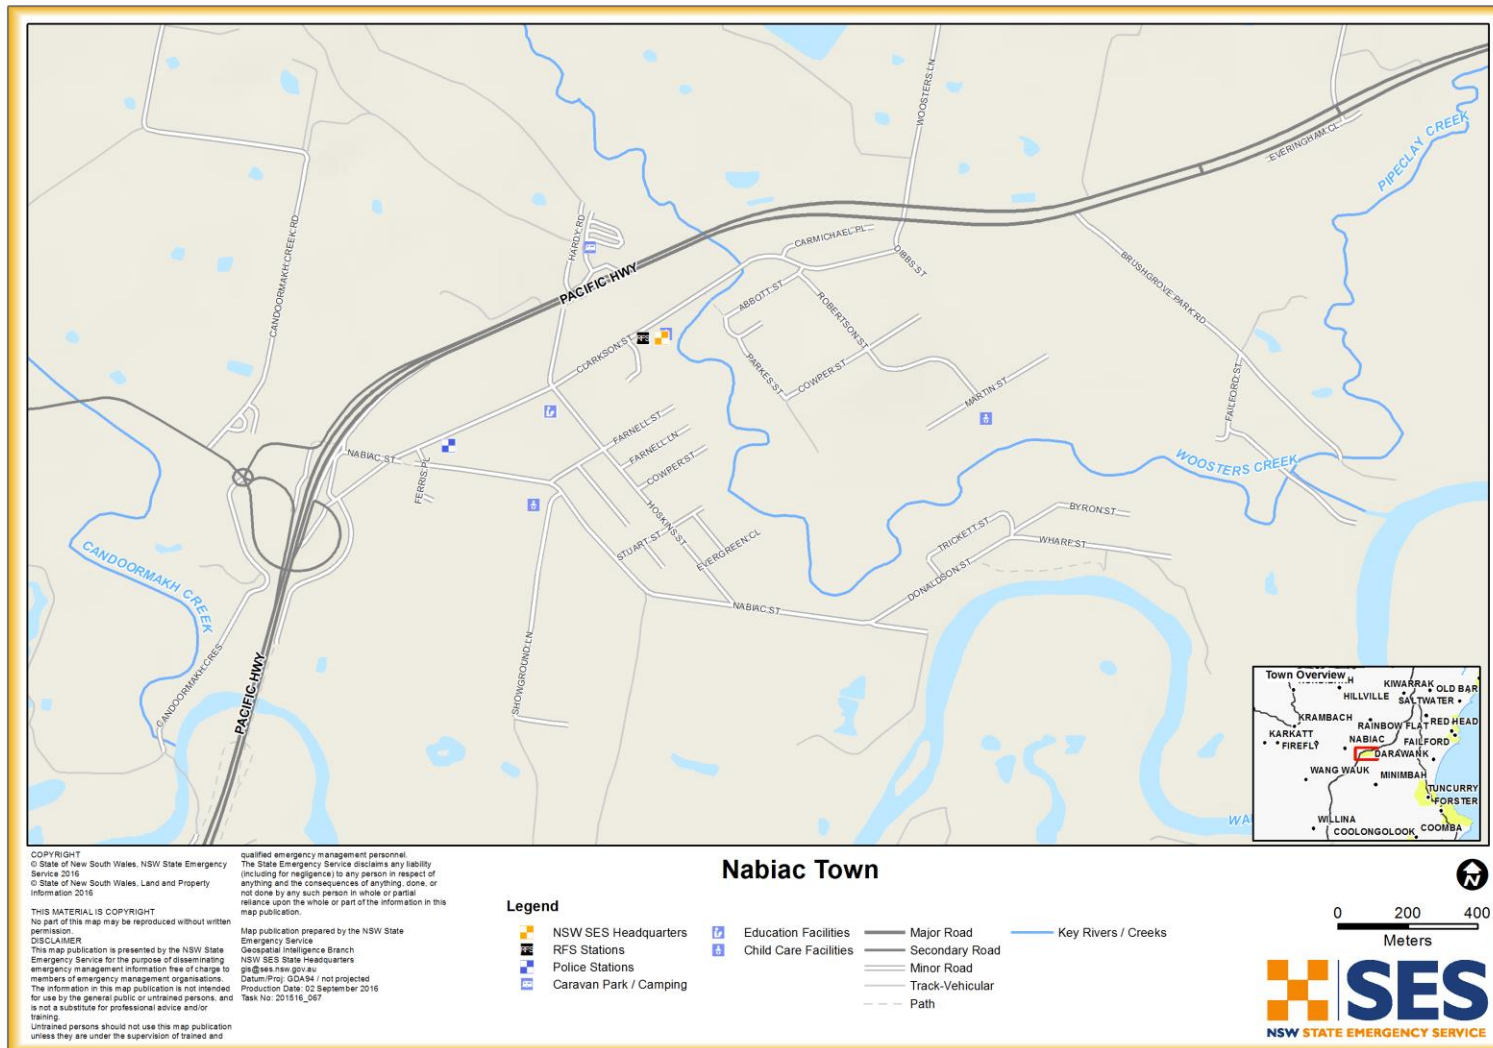 WOOSTERS LN
EVERINGHAM CL
PIPECLAY CREEK
CANDOORMAKH CREEK RD
HARDY RD
CARMICHAEL PL
DIBBS ST
BRUSHGROVE PARK RD
PACIFIC HWY
ABBOTT ST
ROBERTSON ST
CLARKSON ST
RFS
PARKES ST
COWPER ST
MARTIN ST
FAILFORD ST
FARNELL ST
FARNELL LN
COWPER ST
NABIAC ST
FERRIS PL
WOOSTERS CREEK
HOSKINS ST
STUART ST
EVERGREEN CL
TRICKETT ST
BYRON ST
WHARF ST
DONALDSON ST
CANDOORMAKH CREEK
NABIAC ST
CANDOORMAKH CRES
PACIFIC HWY
SHOWGROUND LN
Town Overview
KIWARRAK
OLD BAR
HILLVILLE
SALTWATER
KRAMBACH
RAINBOW FLAT
RED HEAD
KARKATT
NABIAC
FAILFORD
FIREFLY
DARAWANK
WANG WAUK
MINIMBAH
TUNCURRY
FORSTER
WILLINA
COOLONGOLOOK
COOMBA
COPYRIGHT
© State of New South Wales, NSW State Emergency
Service 2016
© State of New South Wales, Land and Property
Information 2016
THIS MATERIAL IS COPYRIGHT
No part of this map may be reproduced without written
permission.
DISCLAIMER
This map publication is presented by the NSW State
Emergency Service for the purpose of disseminating
emergency management information free of charge to
members of emergency management organisations.
The information in this map publication is not intended
for use by the general public or untrained persons, and
is not a substitute for professional advice and/or
training.
Untrained persons should not use this map publication
unless they are under the supervision of trained and
qualified emergency management personnel.
The State Emergency Service disclaims any liability
(including for negligence) to any person in respect of
anything and the consequences of anything, done, or
not done by any such person in whole or partial
reliance upon the whole or part of the information in this
map publication.
Map publication prepared by the NSW State
Emergency Service
Geospatial Intelligence Branch
NSW SES State Headquarters
gis@ses.nsw.gov.au
Datum/Proj: GDA94 / not projected
Production Date: 02 September 2016
Task No: 201516_067
Nabiac Town
Legend
NSW SES Headquarters
RFS RFS Stations
Police Stations
Caravan Park / Camping
Education Facilities
Child Care Facilities
Major Road
Secondary Road
Minor Road
Track-Vehicular
Path
Key Rivers / Creeks
N
0 200 400
Meters
SES
NSW STATE EMERGENCY SERVICE